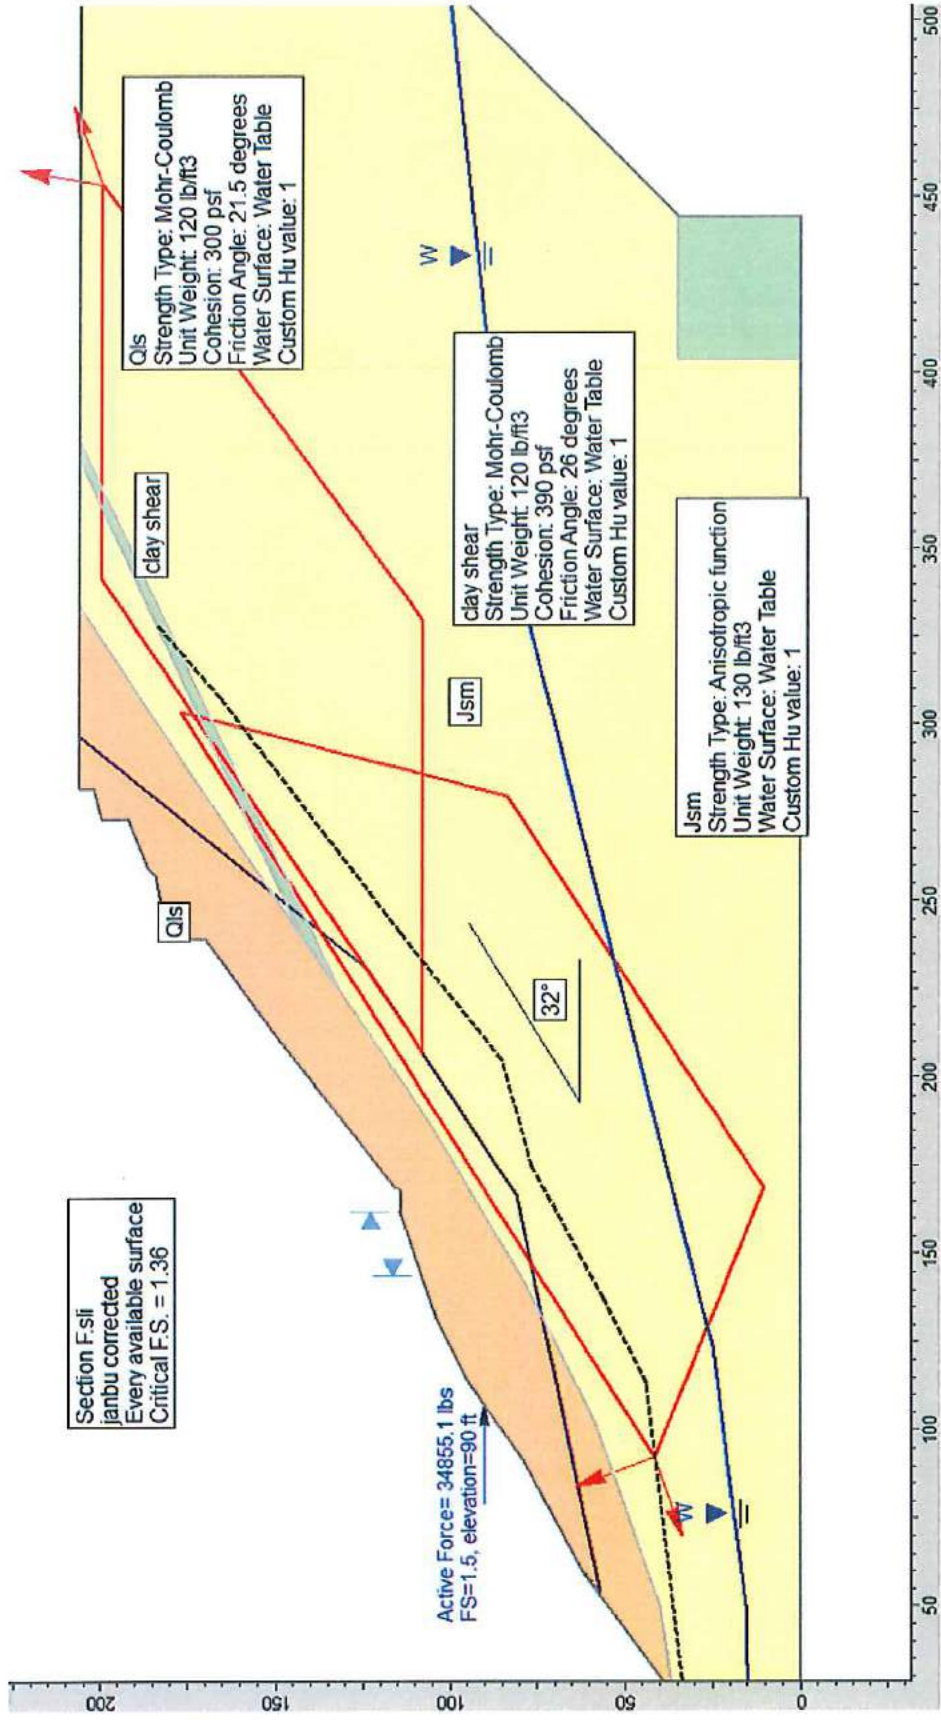 Section F.sli
janbu corrected
Every available surface
Critical F.S. = 1.36
Qls
Strength Type: Mohr-Coulomb
Unit Weight: 120 lb/ft3
Cohesion: 300 psf
Friction Angle: 21.5 degrees
Water Surface: Water Table
Custom Hu value: 1
Qls
clay shear
Active Force= 34855.1 lbs
FS=1.5, elevation=90 ft
W
clay shear
Strength Type: Mohr-Coulomb
Unit Weight: 120 lb/ft3
Cohesion: 390 psf
Friction Angle: 26 degrees
Water Surface: Water Table
Custom Hu value: 1
Jsm
32°
W
Jsm
Strength Type: Anisotropic function
Unit Weight: 130 lb/ft3
Water Surface: Water Table
Custom Hu value: 1
200
150
100
50
0
50
100
150
200
250
300
350
400
450
500